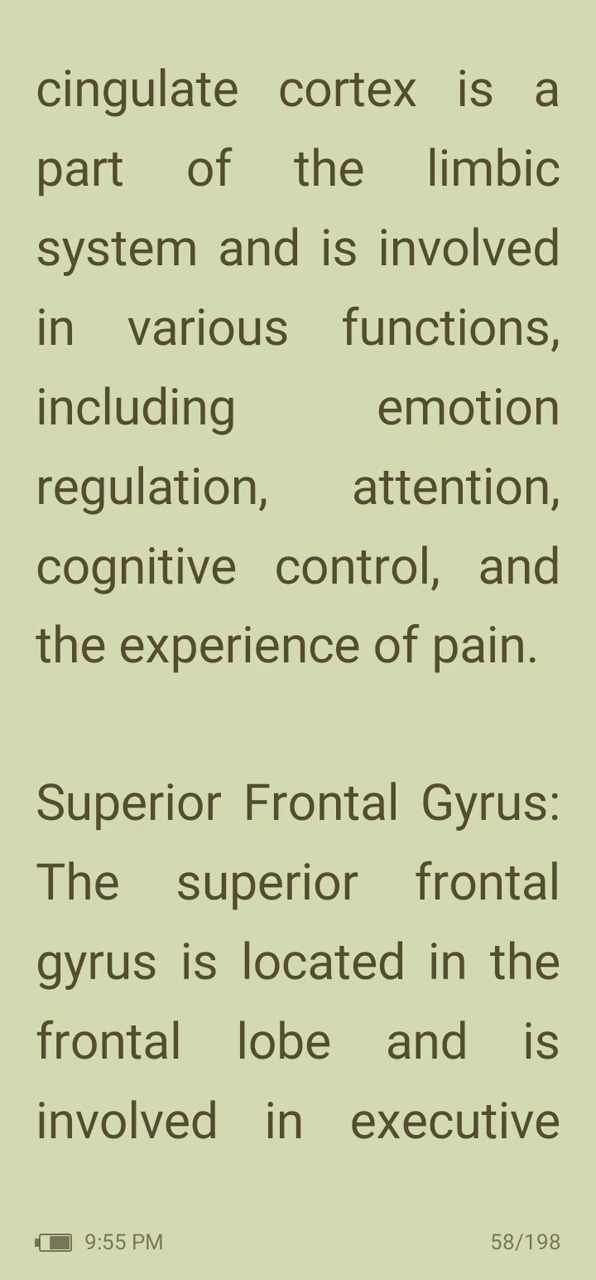 cingulate cortex is a
part of the limbic
system and is involved
in various functions,
including emotion
regulation, attention,
cognitive control, and
the experience of pain.
Superior Frontal Gyrus:
The superior frontal
gyrus is located in the
frontal lobe and is
involved in executive
9:55 PM 58/198